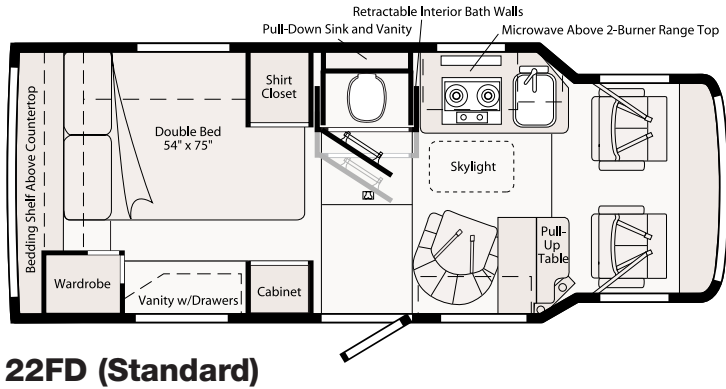 Retractable Interior Bath Walls
Pull-Down Sink and Vanity
Microwave Above 2-Burner Range Top
Bedding Shelf Above Countertop
Shirt
Closet
Double Bed
54" x 75"
Skylight
Pull-
Up
Table
Wardrobe
Vanity w/Drawers
Cabinet
22FD (Standard)